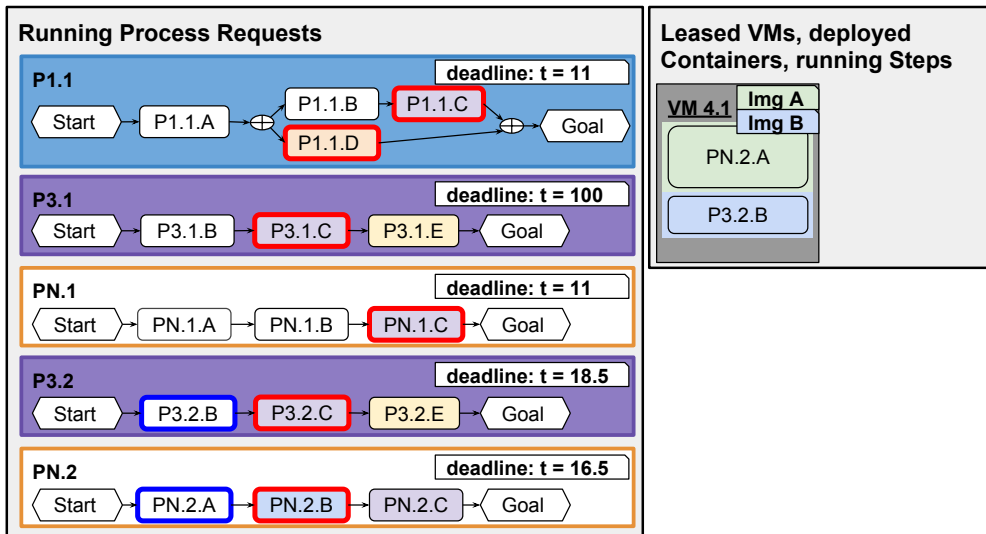 Running Process Requests
P1.1
deadline: t = 11
Start
P1.1.A
P1.1.B
P1.1.C
P1.1.D
Goal
P3.1
deadline: t = 100
Start
P3.1.B
P3.1.C
P3.1.E
Goal
PN.1
deadline: t = 11
Start
PN.1.A
PN.1.B
PN.1.C
Goal
P3.2
deadline: t = 18.5
Start
P3.2.B
P3.2.C
P3.2.E
Goal
PN.2
deadline: t = 16.5
Start
PN.2.A
PN.2.B
PN.2.C
Goal
Leased VMs, deployed
Containers, running Steps
VM 4.1
Img A
Img B
PN.2.A
P3.2.B